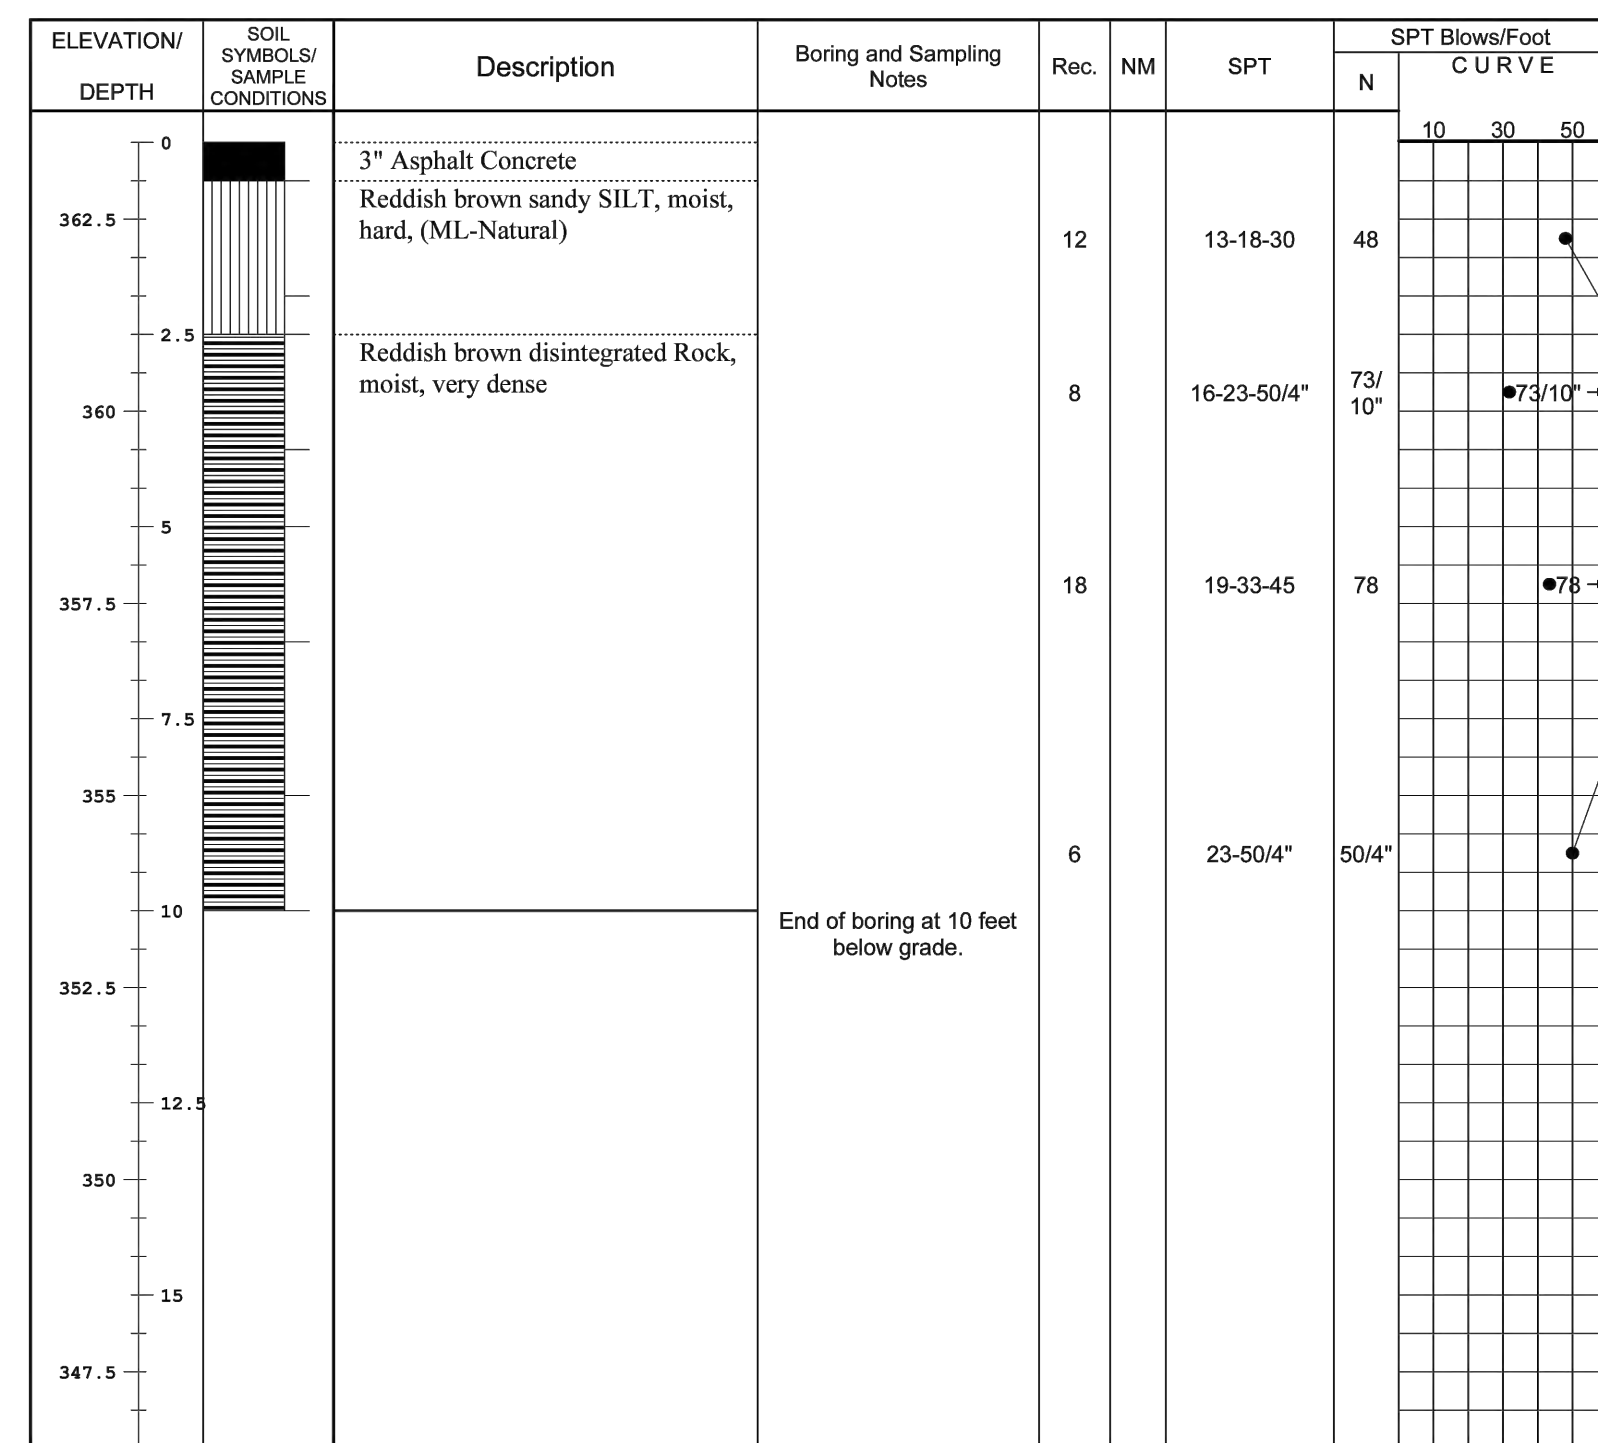 ELEVATION/
DEPTH
SOIL
SYMBOLS/
SAMPLE
CONDITIONS
Description
Boring and Sampling
Notes
Rec.
NM
SPT
SPT Blows/Foot
CURVE
N
10 30 50
0
3" Asphalt Concrete
Reddish brown sandy SILT, moist,
hard, (ML-Natural)
362.5
12 13-18-30 48
2.5
Reddish brown disintegrated Rock,
moist, very dense
360
8 16-23-50/4" 73/
10"
73/10"
5
357.5
18 19-33-45 78 78
7.5
355
6 23-50/4" 50/4"
10
End of boring at 10 feet
below grade.
352.5
12.5
350
15
347.5